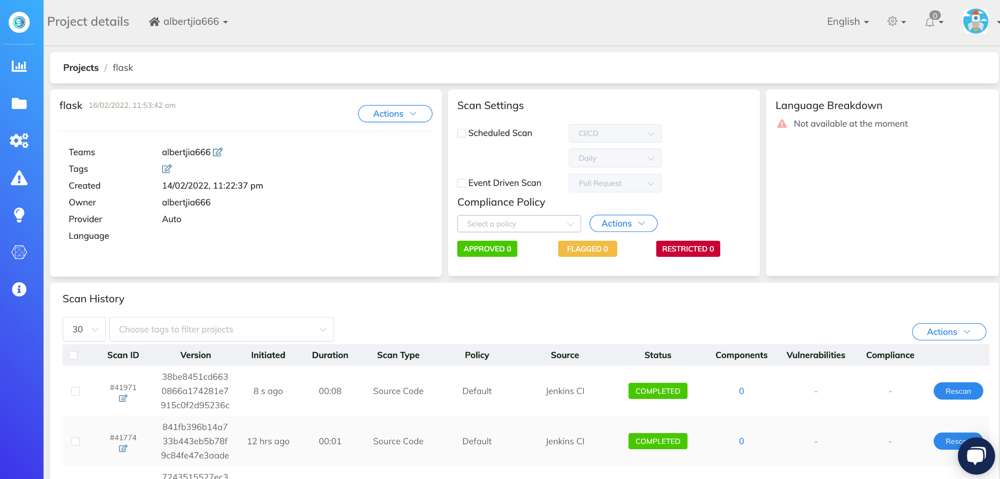 Project details
albertjia666
English
0
Projects / flask
flask 16/02/2022, 11:53:42 am
Actions
Teams albertjia666
Tags
Created 14/02/2022, 11:22:37 pm
Owner albertjia666
Provider Auto
Language
Scan Settings
Scheduled Scan CI/CD
Daily
Event Driven Scan Pull Request
Compliance Policy
Select a policy Actions
APPROVED 0 FLAGGED 0 RESTRICTED 0
Language Breakdown
Not available at the moment
Scan History
30 Choose tags to filter projects
Actions
Scan ID Version Initiated Duration Scan Type Policy Source Status Components Vulnerabilities Compliance
#41971
38be8451cd663
0866a174281e7
915c0f2d95236c
8 s ago 00:08 Source Code Default Jenkins CI COMPLETED 0 - - Rescan
#41774
841fb396b14a7
33b443eb5b78f
9c84fe47e3aade
12 hrs ago 00:01 Source Code Default Jenkins CI COMPLETED 0 - -
7243515527ec3